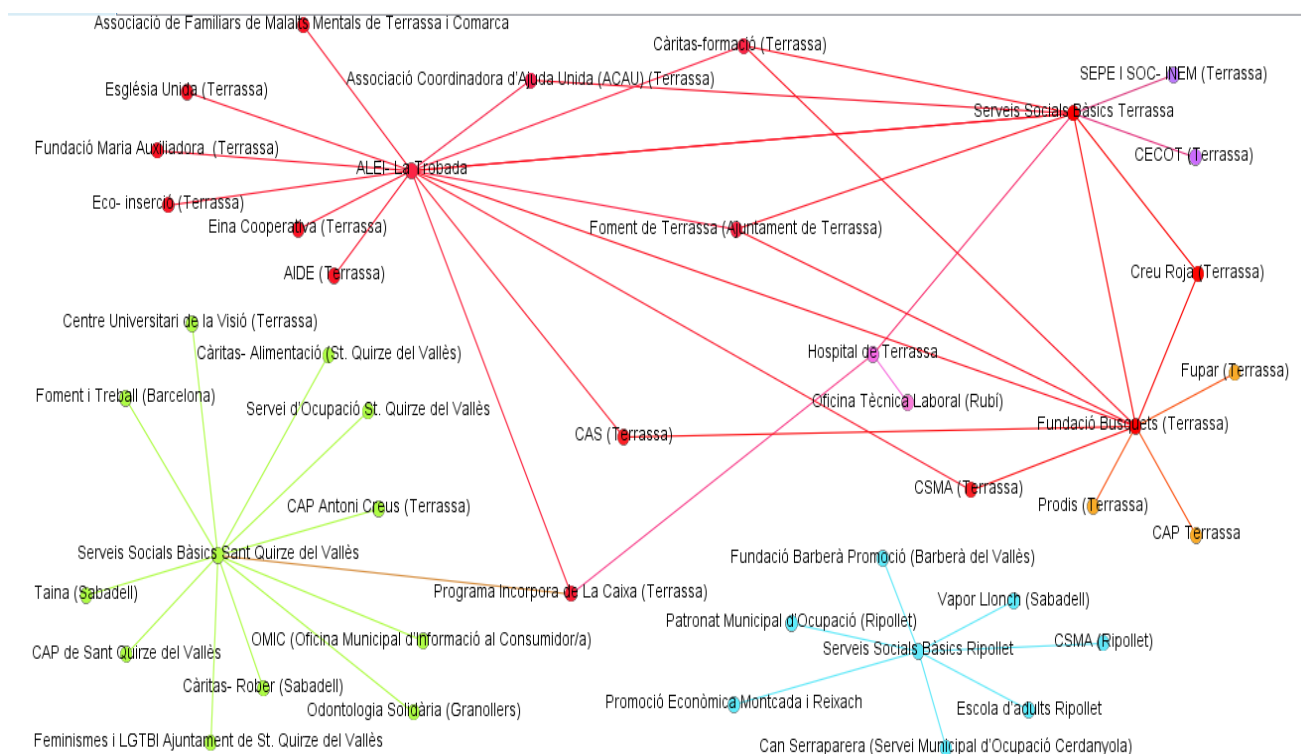 Associò de Familiars de Malalts Mentals de Terrassa i Comarca
Càritas-formació (Terrassa)
Associació Coordinadora d'Ajuda Unida (ACAU) (Terrassa)
SEPE I SOC- INEM (Terrassa)
Església Unida (Terrassa)
Serveis Socials Bàsics Terrassa
Fundació Maria Auxiliadora (Terrassa)
CECOT (Terrassa)
ALEI- La Trobada
Eco- inserció (Terrassa)
Eina Cooperativa (Terrassa)
Foment de Terrassa (Ajuntament de Terrassa)
AIDE (Terrassa)
Creu Roja (Terrassa)
Centre Universitari de la Visió (Terrassa)
Càritas- Alimentació (St. Quirze del Vallès)
Hospital de Terrassa
Fupar (Terrassa)
Foment i Treball (Barcelona)
Servei d'Ocupació St. Quirze del Vallès
Oficina Tècnica Laboral (Rubí)
CAS (Terrassa)
Fundació Busquets (Terrassa)
CSMA (Terrassa)
CAP Antoni Creus (Terrassa)
Prodis (Terrassa)
CAP Terrassa
Serveis Socials Bàsics Sant Quirze del Vallès
Fundació Barberà Promoció (Barberà del Vallès)
Taina (Sabadell)
Programa Incorpora de La Caixa (Terrassa)
Vapor Llonch (Sabadell)
Patronat Municipal d'Ocupació (Ripollet)
OMIC (Oficina Municipal d'Informació al Consumidor/a)
Serveis Socials Bàsics Ripollet
CSMA (Ripollet)
CAP de Sant Quirze del Vallès
Càritas- Rober (Sabadell)
Promoció Econòmica Montcada i Reixach
Odontologia Solidària (Granollers)
Escola d'adults Ripollet
Feminismes i LGTBI Ajuntament de St. Quirze del Vallès
Can Serraparera (Servei Municipal d'Ocupació Cerdanyola)